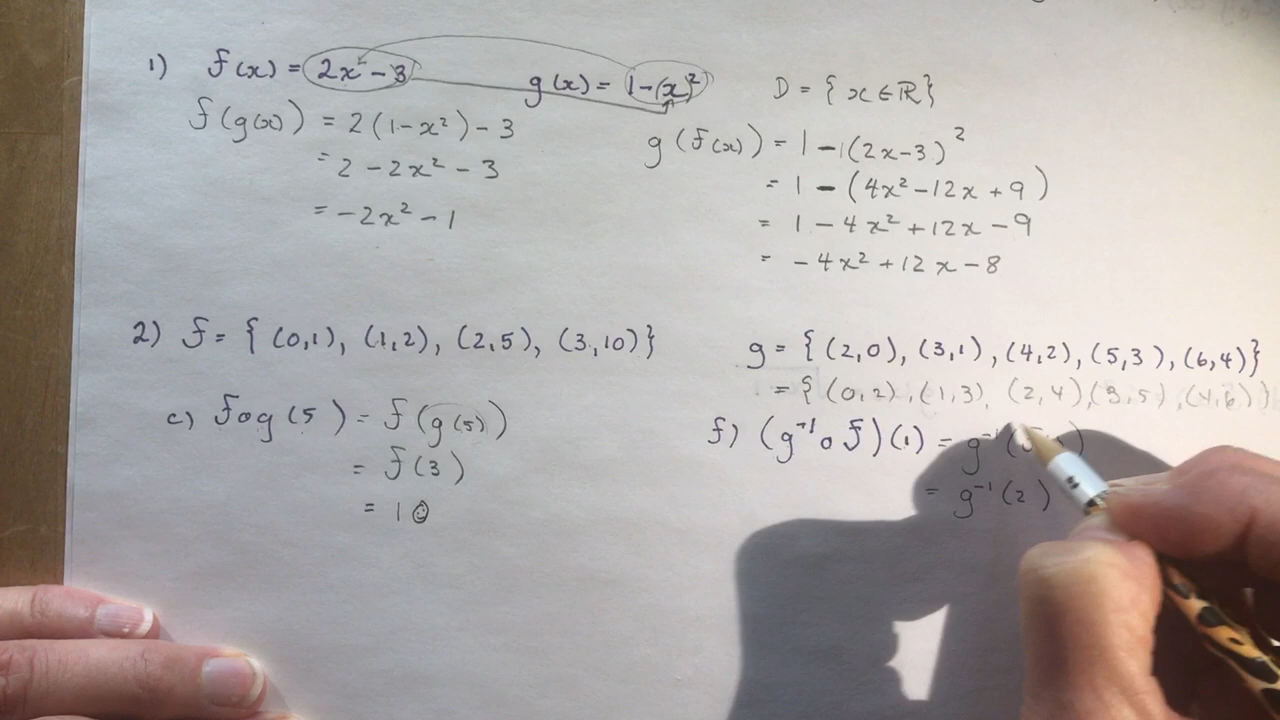 1) f(x) = 2x - 3
g(x) = 1-(x)²
D = { x ∈ ℝ }
f(g(x)) = 2(1-x²) - 3
= 2 - 2x² - 3
= -2x² - 1
g(f(x)) = 1 - 1(2x-3)²
= 1 - (4x² - 12x + 9)
= 1 - 4x² + 12x - 9
= -4x² + 12x - 8
2) f = { (0,1), (1,2), (2,5), (3,10) }
g = { (2,0), (3,1), (4,2), (5,3), (6,4) }
= { (0,2), (1,3), (2,4), (3,5), (4,6) }
c) fog(5) = f(g(5))
= f(3)
= 10
f) (g⁻¹ o f)(1) = g⁻¹(
= g⁻¹(2)